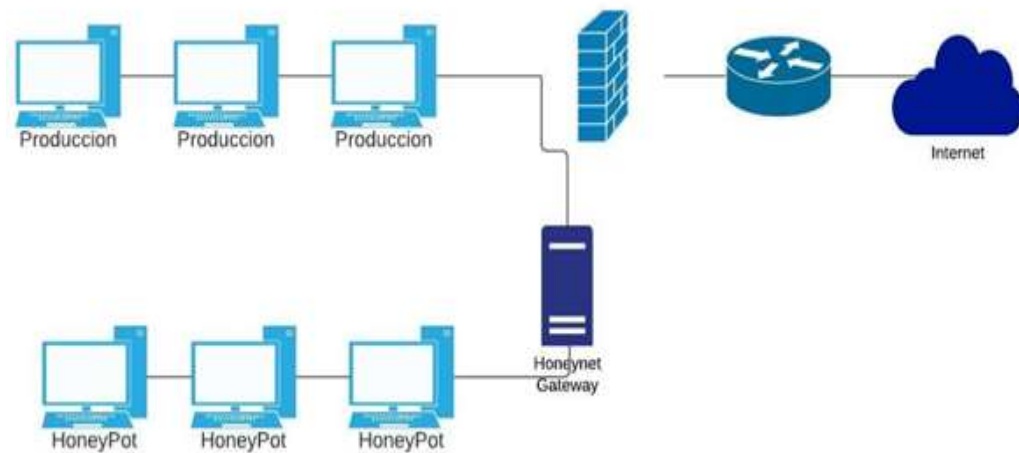 Produccion
Produccion
Produccion
Internet
Honeynet
Gateway
HoneyPot
HoneyPot
HoneyPot